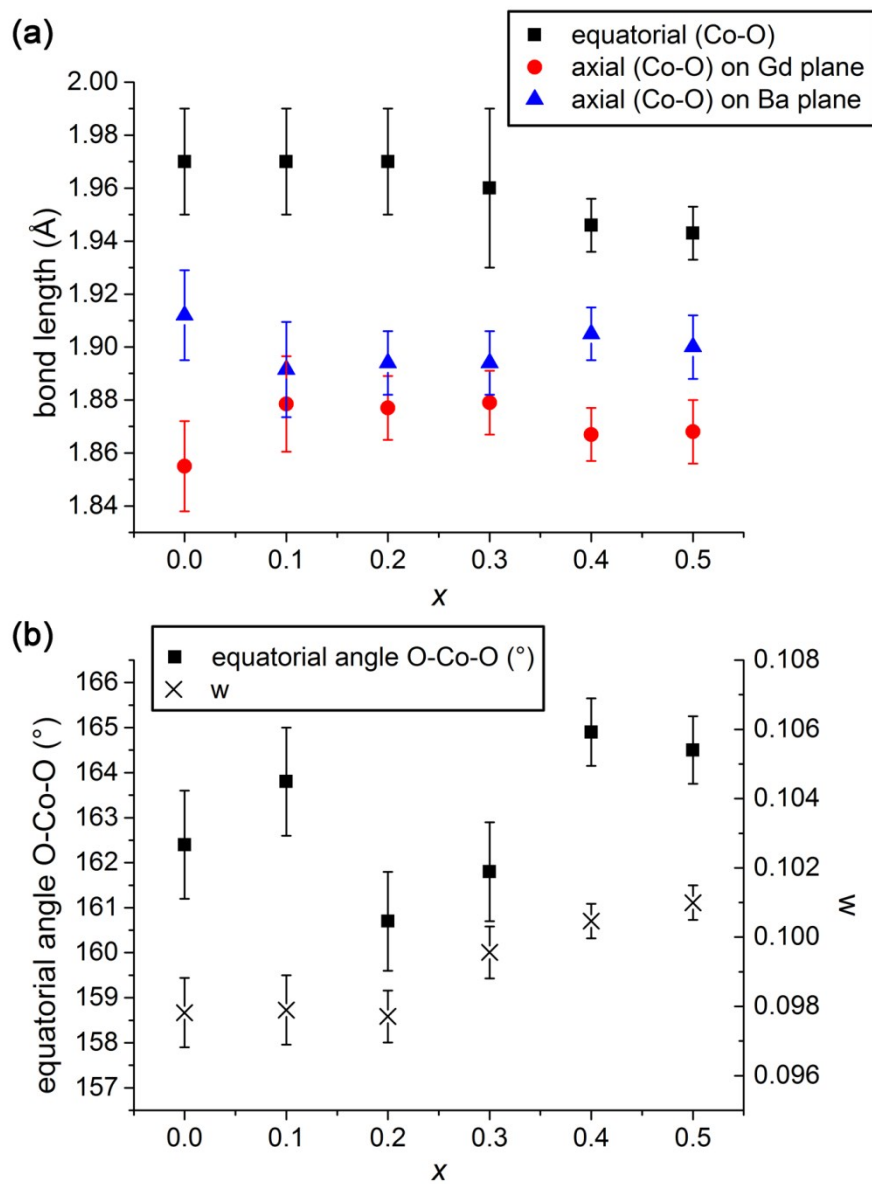 (a)
equatorial (Co-O)
axial (Co-O) on Gd plane
axial (Co-O) on Ba plane
2.00
1.98
1.96
1.94
1.92
1.90
1.88
1.86
1.84
bond length (Å)
0.0 0.1 0.2 0.3 0.4 0.5
x
(b)
equatorial angle O-Co-O (°)
w
166
165
164
163
162
161
160
159
158
157
equatorial angle O-Co-O (°)
0.108
0.106
0.104
0.102
0.100
0.098
0.096
w
0.0 0.1 0.2 0.3 0.4 0.5
x